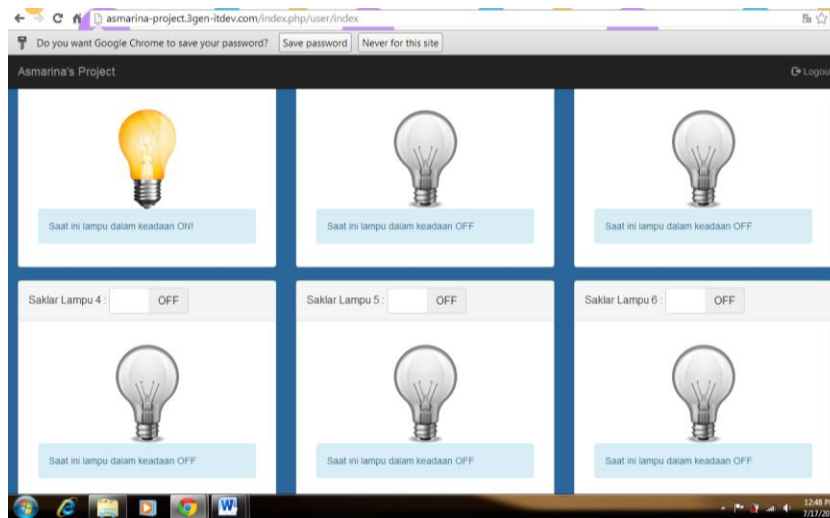 asmarina-project.3gen-itdev.com/index.php/user/index
Do you want Google Chrome to save your password? Save password Never for this site
Asmarina's Project Logou
Saat ini lampu dalam keadaan ON! Saat ini lampu dalam keadaan OFF Saat ini lampu dalam keadaan OFF
Saklar Lampu 4 : OFF Saklar Lampu 5 : OFF Saklar Lampu 6 : OFF
Saat ini lampu dalam keadaan OFF Saat ini lampu dalam keadaan OFF Saat ini lampu dalam keadaan OFF
12:48 P
7/17/20